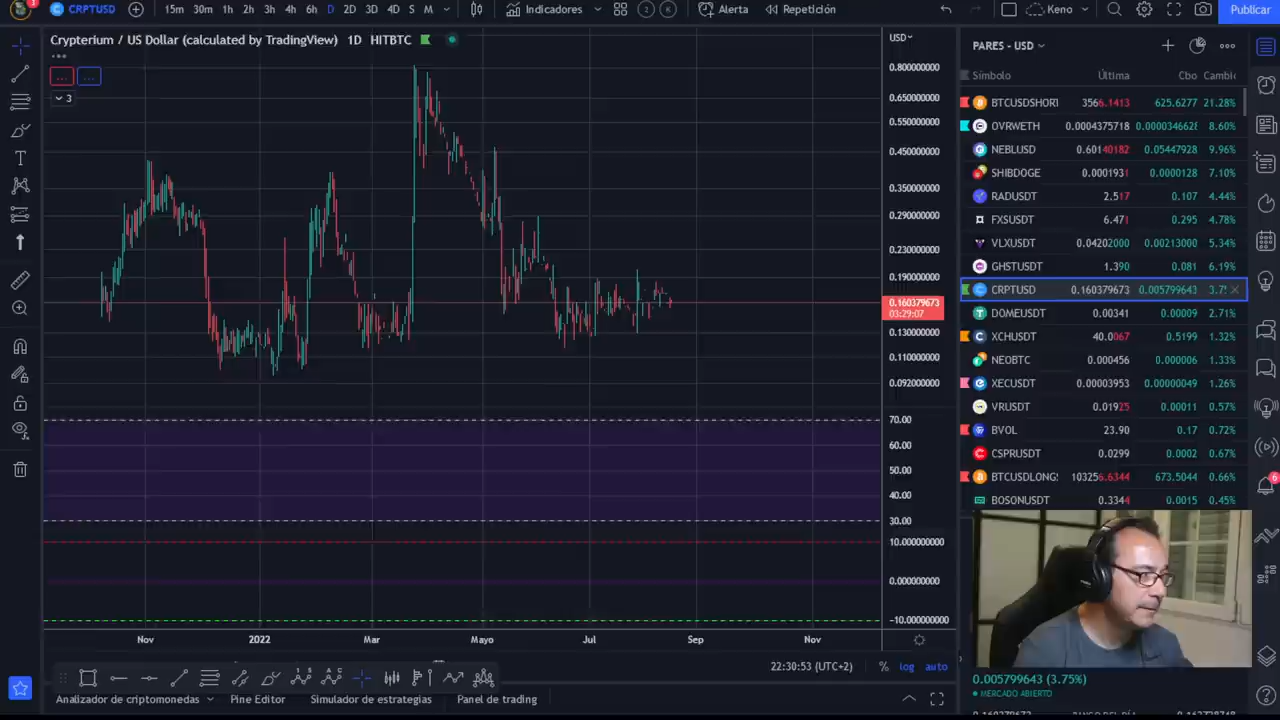 CRPTUSD 15m 30m 1h 2h 3h 4h 6h D 2D 3D 4D S M Indicadores Alerta Repetición Keno Publicar
Crypterium / US Dollar (calculated by TradingView) 1D HITBTC
3
USD
0.800000000
0.650000000
0.550000000
0.450000000
0.350000000
0.290000000
0.230000000
0.190000000
0.160379673
03:29:07
0.130000000
0.110000000
0.092000000
70.00
60.00
50.00
40.00
30.00
10.000000000
0.000000000
-10.000000000
Nov 2022 Mar Mayo Jul Sep Nov
22:30:53 (UTC+2) % log auto
Analizador de criptomonedas Pine Editor Simulador de estrategias Panel de trading
PARES - USD
Símbolo Última Cbo Cambi
BTCUSDSHORT 3566.1413 625.6277 21.28%
OVRWETH 0.0004375718 0.000034662 8.60%
NEBLUSD 0.60140182 0.05447928 9.96%
SHIBDOGE 0.0001931 0.0000128 7.10%
RADUSDT 2.517 0.107 4.44%
FXSUSDT 6.471 0.295 4.78%
VLXUSDT 0.04202000 0.00213000 5.34%
GHSTUSDT 1.390 0.081 6.19%
CRPTUSD 0.160379673 0.005799643 3.75
DOMEUSDT 0.00341 0.00009 2.71%
XCHUSDT 40.0067 0.5199 1.32%
NEOBTC 0.000456 0.000006 1.33%
XECUSDT 0.00003953 0.00000049 1.26%
VRUSDT 0.01925 0.00011 0.57%
BVOL 23.90 0.17 0.72%
CSPRUSDT 0.0299 0.0002 0.67%
BTCUSDLONGS 103256.6344 673.5044 0.66%
BOSONUSDT 0.3344 0.0015 0.45%
6
0.005799643 (3.75%)
MERCADO ABIERTO